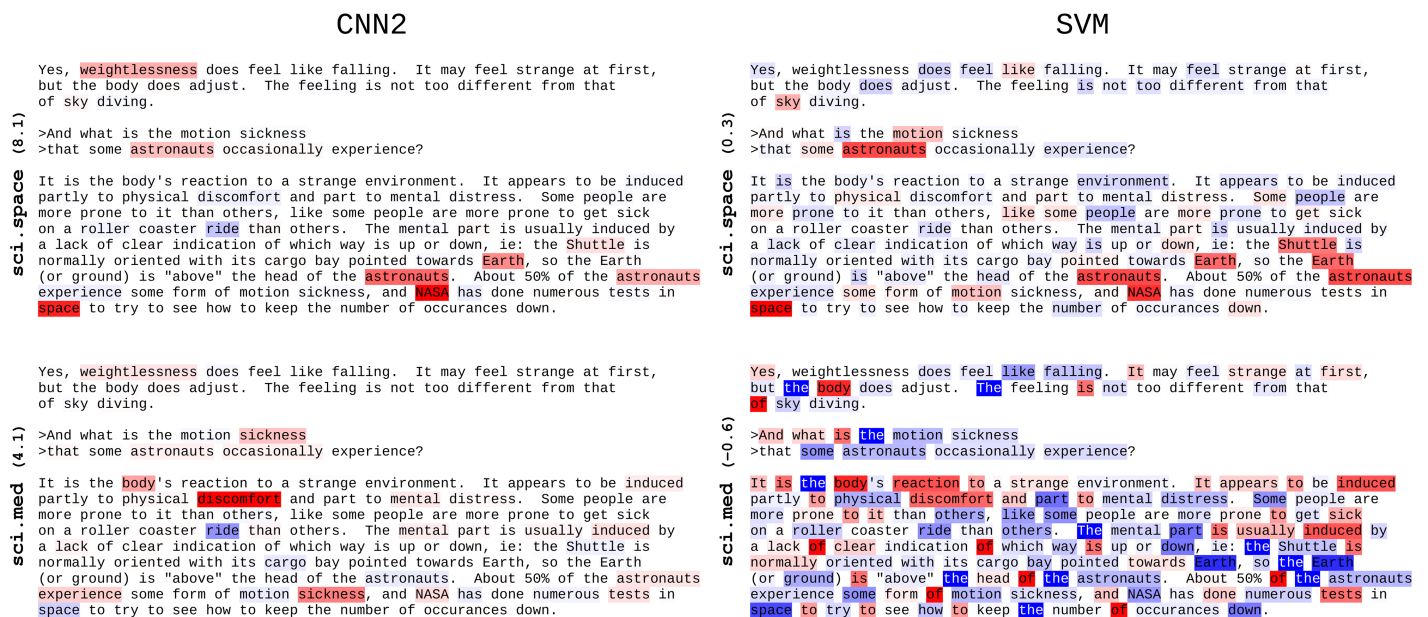 CNN2
SVM
sci.space (8.1)
Yes, weightlessness does feel like falling.  It may feel strange at first,
but the body does adjust.  The feeling is not too different from that
of sky diving.
>And what is the motion sickness
>that some astronauts occasionally experience?
It is the body's reaction to a strange environment.  It appears to be induced
partly to physical discomfort and part to mental distress.  Some people are
more prone to it than others, like some people are more prone to get sick
on a roller coaster ride than others.  The mental part is usually induced by
a lack of clear indication of which way is up or down, ie: the Shuttle is
normally oriented with its cargo bay pointed towards Earth, so the Earth
(or ground) is "above" the head of the astronauts.  About 50% of the astronauts
experience some form of motion sickness, and NASA has done numerous tests in
space to try to see how to keep the number of occurances down.
sci.space (0.3)
Yes, weightlessness does feel like falling.  It may feel strange at first,
but the body does adjust.  The feeling is not too different from that
of sky diving.
>And what is the motion sickness
>that some astronauts occasionally experience?
It is the body's reaction to a strange environment.  It appears to be induced
partly to physical discomfort and part to mental distress.  Some people are
more prone to it than others, like some people are more prone to get sick
on a roller coaster ride than others.  The mental part is usually induced by
a lack of clear indication of which way is up or down, ie: the Shuttle is
normally oriented with its cargo bay pointed towards Earth, so the Earth
(or ground) is "above" the head of the astronauts.  About 50% of the astronauts
experience some form of motion sickness, and NASA has done numerous tests in
space to try to see how to keep the number of occurances down.
sci.med (4.1)
Yes, weightlessness does feel like falling.  It may feel strange at first,
but the body does adjust.  The feeling is not too different from that
of sky diving.
>And what is the motion sickness
>that some astronauts occasionally experience?
It is the body's reaction to a strange environment.  It appears to be induced
partly to physical discomfort and part to mental distress.  Some people are
more prone to it than others, like some people are more prone to get sick
on a roller coaster ride than others.  The mental part is usually induced by
a lack of clear indication of which way is up or down, ie: the Shuttle is
normally oriented with its cargo bay pointed towards Earth, so the Earth
(or ground) is "above" the head of the astronauts.  About 50% of the astronauts
experience some form of motion sickness, and NASA has done numerous tests in
space to try to see how to keep the number of occurances down.
sci.med (−0.6)
Yes, weightlessness does feel like falling.  It may feel strange at first,
but the body does adjust.  The feeling is not too different from that
of sky diving.
>And what is the motion sickness
>that some astronauts occasionally experience?
It is the body's reaction to a strange environment.  It appears to be induced
partly to physical discomfort and part to mental distress.  Some people are
more prone to it than others, like some people are more prone to get sick
on a roller coaster ride than others.  The mental part is usually induced by
a lack of clear indication of which way is up or down, ie: the Shuttle is
normally oriented with its cargo bay pointed towards Earth, so the Earth
(or ground) is "above" the head of the astronauts.  About 50% of the astronauts
experience some form of motion sickness, and NASA has done numerous tests in
space to try to see how to keep the number of occurances down.